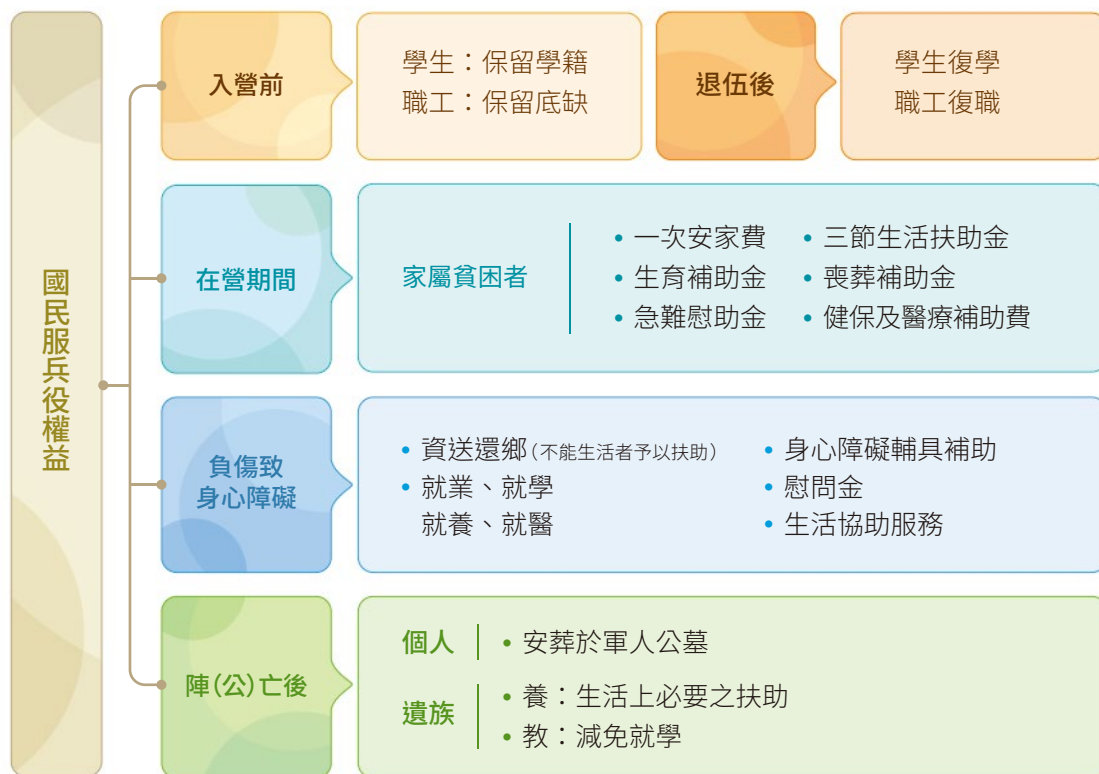 國民服兵役權益
入營前
學生：保留學籍
職工：保留底缺
退伍後
學生復學
職工復職
在營期間
家屬貧困者
• 一次安家費
• 生育補助金
• 急難慰助金
• 三節生活扶助金
• 喪葬補助金
• 健保及醫療補助費
負傷致
身心障礙
• 資送還鄉(不能生活者予以扶助)
• 就業、就學
就養、就醫
• 身心障礙輔具補助
• 慰問金
• 生活協助服務
陣(公)亡後
個人
• 安葬於軍人公墓
遺族
• 養：生活上必要之扶助
• 教：減免就學